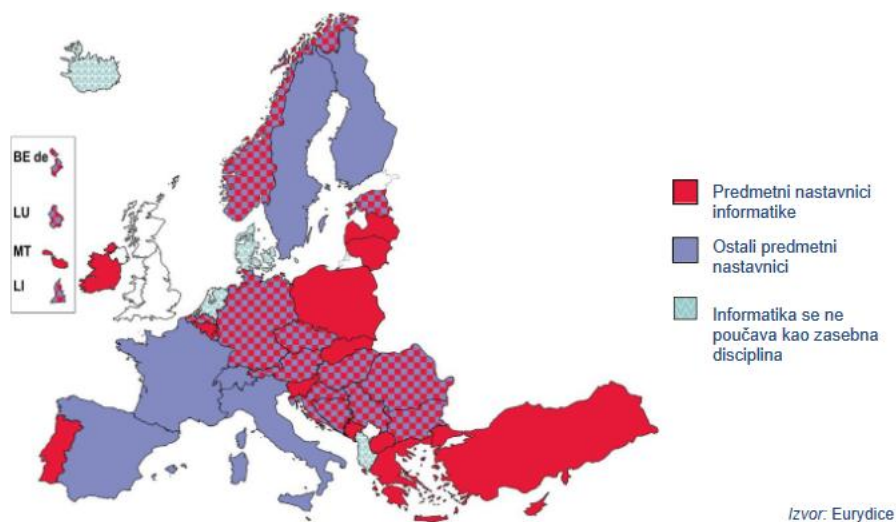 BE de
LU
MT
LI
Predmetni nastavnici
informatike
Ostali predmetni
nastavnici
Informatika se ne
poučava kao zasebna
disciplina
Izvor: Eurydice